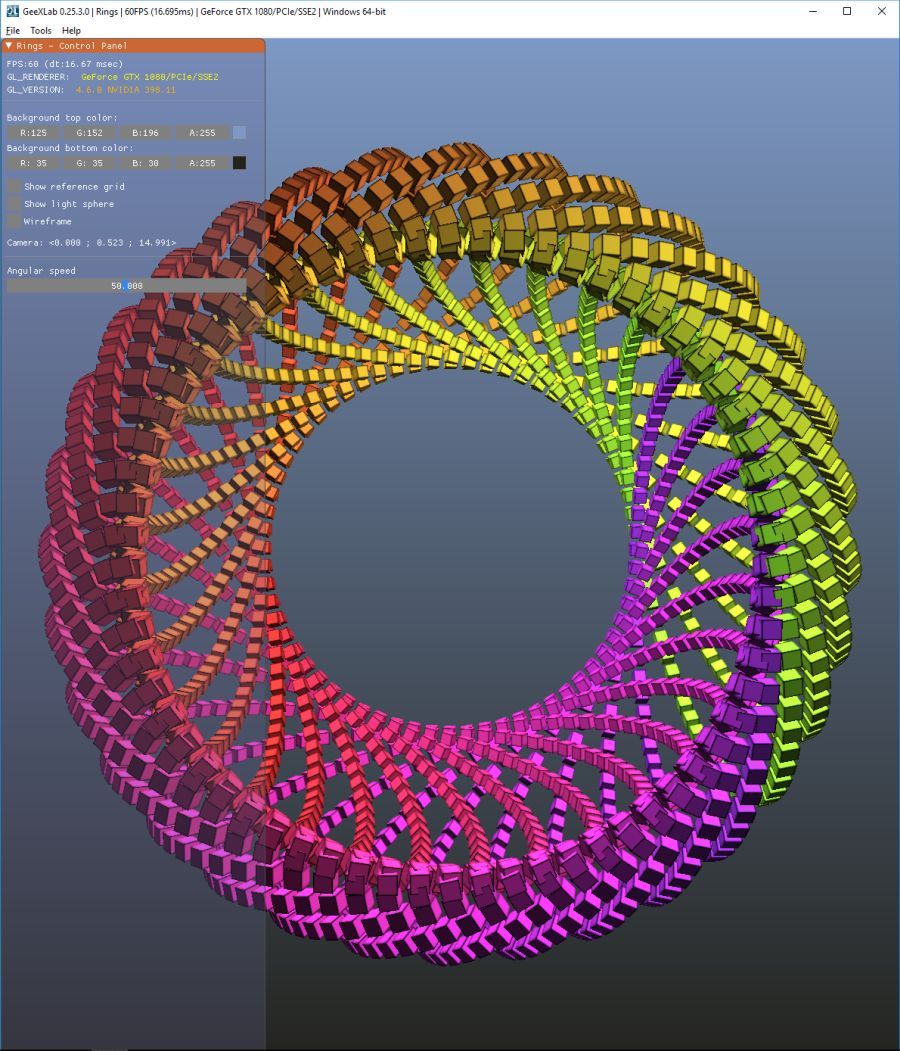 GeeXLab 0.25.3.0 | Rings | 60FPS (16.695ms) | GeForce GTX 1080/PCIe/SSE2 | Windows 64-bit
File Tools Help
Rings - Control Panel
FPS:60 (dt:16.67 msec)
GL_RENDERER: GeForce GTX 1080/PCIe/SSE2
GL_VERSION: 4.6.0 NVIDIA 398.11
Background top color:
R:125 G:152 B:196 A:255
Background bottom color:
R: 35 G: 35 B: 30 A:255
Show reference grid
Show light sphere
Wireframe
Camera: <0.000 ; 0.523 ; 14.991>
Angular speed
50.000